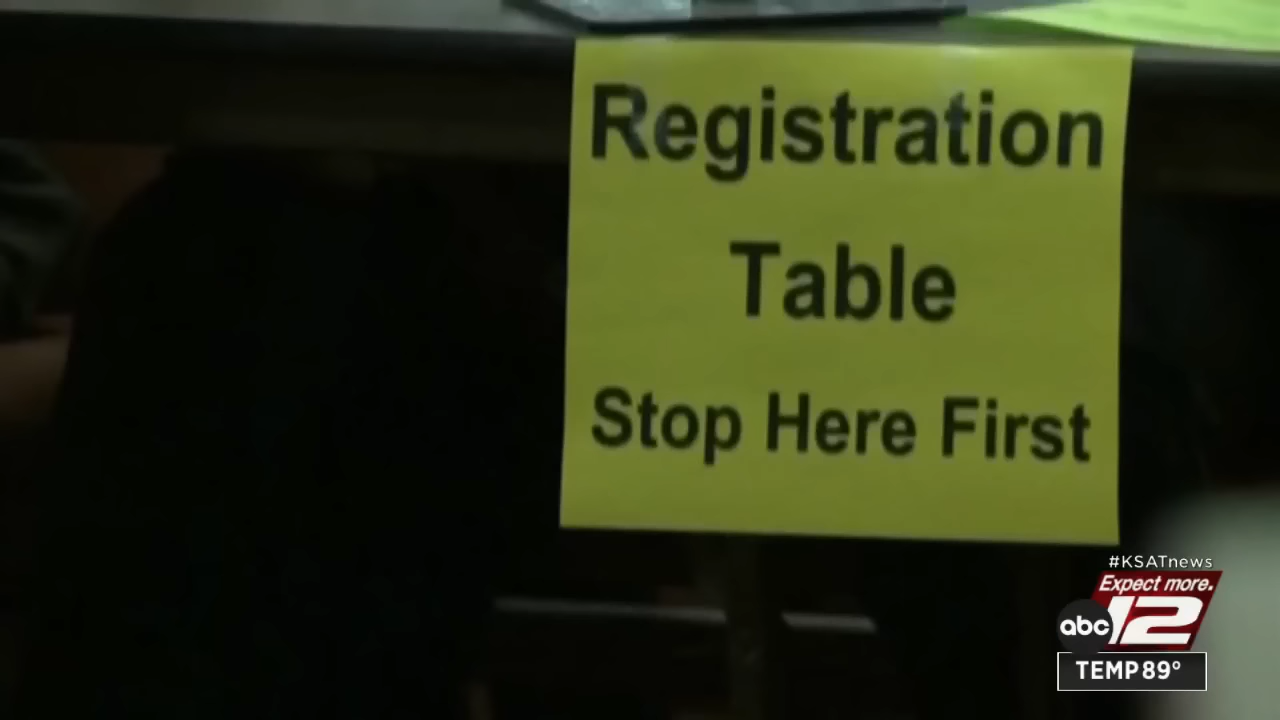 Registration
Table
Stop Here First
#KSATnews
Expect more.
abc 12
TEMP 89°